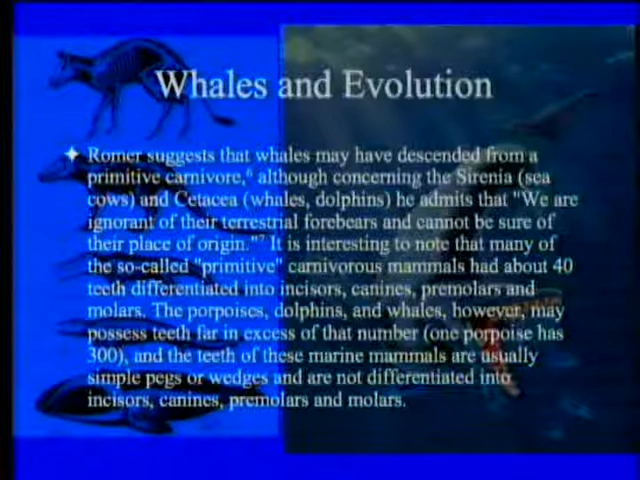 Whales and Evolution
Romer suggests that whales may have descended from a
primitive carnivore,⁶ although concerning the Sirenia (sea
cows) and Cetacea (whales, dolphins) he admits that "We are
ignorant of their terrestrial forebears and cannot be sure of
their place of origin."⁷ It is interesting to note that many of
the so-called "primitive" carnivorous mammals had about 40
teeth differentiated into incisors, canines, premolars and
molars. The porpoises, dolphins, and whales, however, may
possess teeth far in excess of that number (one porpoise has
300), and the teeth of these marine mammals are usually
simple pegs or wedges and are not differentiated into
incisors, canines, premolars and molars.